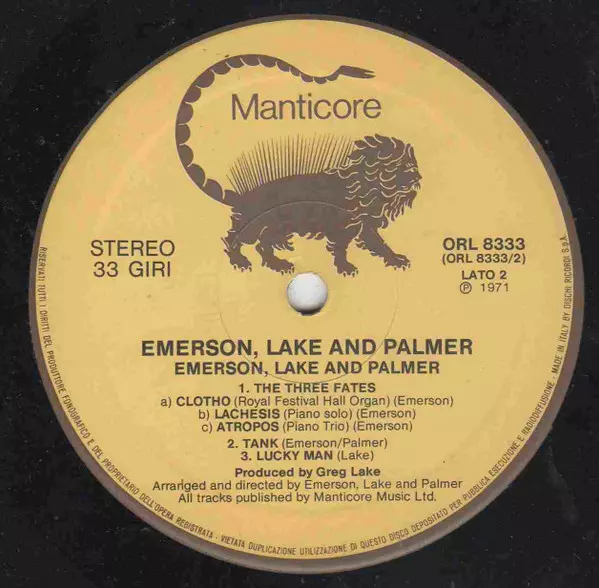 Manticore
STEREO
33 GIRI
ORL 8333
(ORL 8333/2)
LATO 2
Ⓟ 1971
EMERSON, LAKE AND PALMER
EMERSON, LAKE AND PALMER
1. THE THREE FATES
a) CLOTHO (Royal Festival Hall Organ) (Emerson)
b) LACHESIS (Piano solo) (Emerson)
c) ATROPOS (Piano Trio) (Emerson)
2. TANK (Emerson/Palmer)
3. LUCKY MAN (Lake)
Produced by Greg Lake
Arranged and directed by Emerson, Lake and Palmer
All tracks published by Manticore Music Ltd.
RISERVATI TUTTI I DIRITTI DEL PRODUTTORE FONOGRAFICO E DEL PROPRIETARIO DELL'OPERA REGISTRATA - VIETATA DUPLICAZIONE UTILIZZAZIONE DI QUESTO DISCO DEPOSITATO PER PUBBLICA ESECUZIONE E RADIODIFFUSIONE. - MADE IN ITALY BY DISCHI RICORDI S.p.A.